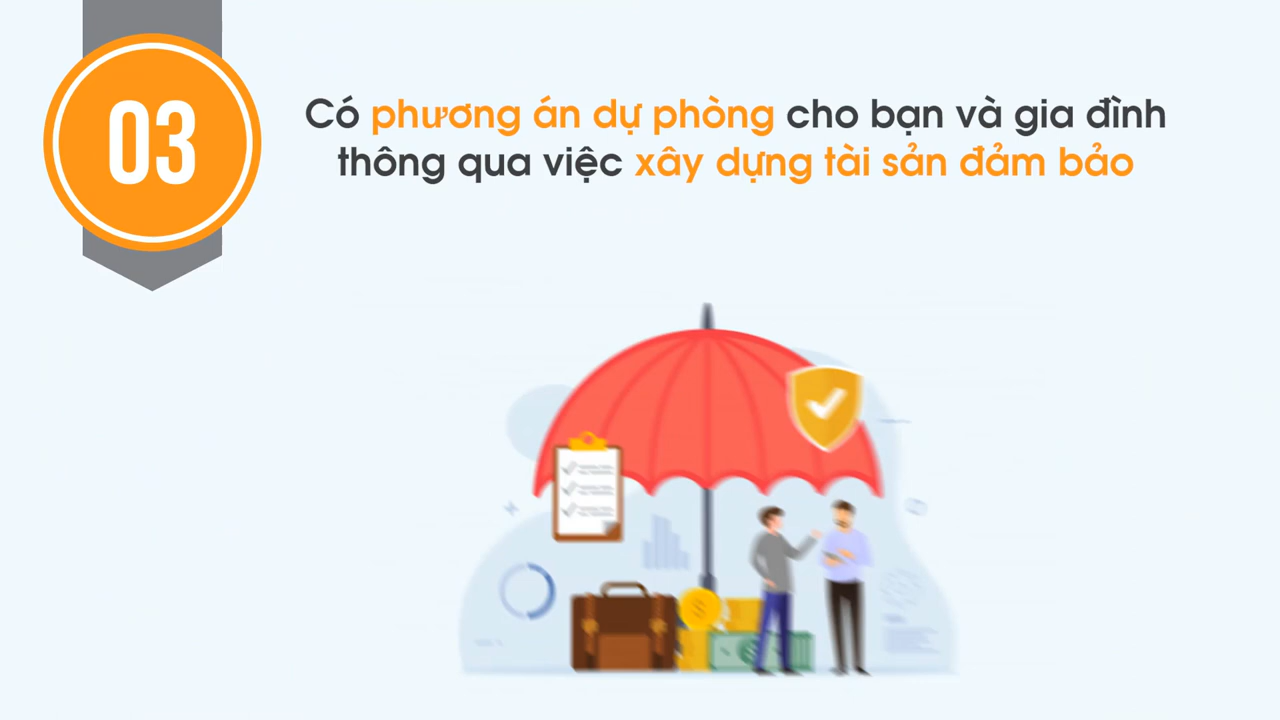 03
Có phương án dự phòng cho bạn và gia đình
thông qua việc xây dựng tài sản đảm bảo